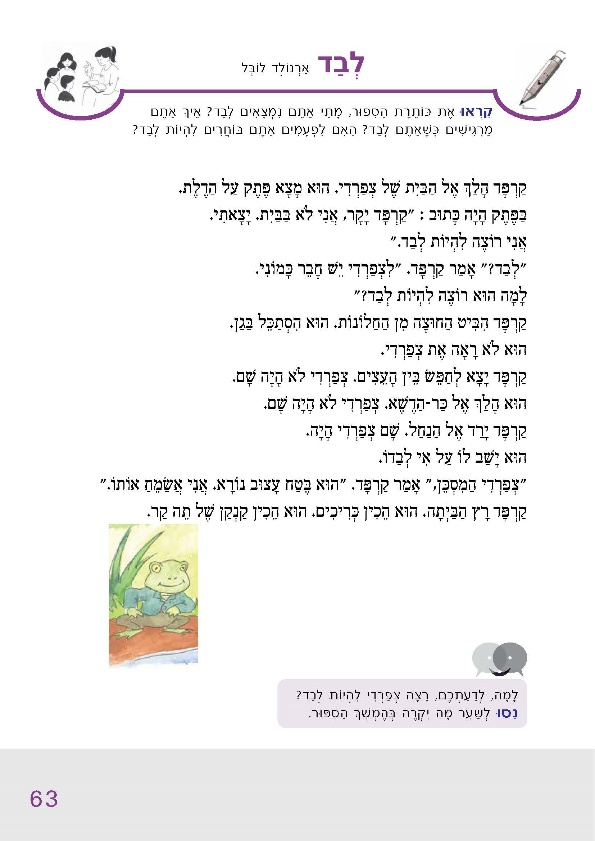 לְבַד אַרְנוֹלְד לוֹבֶּל
קִרְאוּ אֶת כּוֹתֶרֶת הַסִּפּוּר, מָתַי אַתֶּם נִמְצָאִים לְבַד? אֵיךְ אַתֶּם
מַרְגִּישִׁים כְּשֶׁאַתֶּם לְבַד? הַאִם לִפְעָמִים אַתֶּם בּוֹחֲרִים לִהְיוֹת לְבַד?
קַרְפָּד הָלַךְ אֶל הַבַּיִת שֶׁל צְפַרְדִּי. הוּא מָצָא פֶּתֶק עַל הַדֶּלֶת.
בַּפֶּתֶק הָיָה כָּתוּב : "קַרְפָּד יָקָר, אֲנִי לֹא בַּבַּיִת. יָצָאתִי.
אֲנִי רוֹצֶה לִהְיוֹת לְבַד."
"לְבַד?" אָמַר קַרְפָּד. "לִצְפַרְדִּי יֵשׁ חָבֵר כָּמוֹנִי.
לָמָּה הוּא רוֹצֶה לִהְיוֹת לְבַד?"
קַרְפָּד הִבִּיט הַחוּצָה מִן הַחַלּוֹנוֹת. הוּא הִסְתַּכֵּל בַּגַּן.
הוּא לֹא רָאָה אֶת צְפַרְדִּי.
קַרְפָּד יָצָא לְחַפֵּשׂ בֵּין הָעֵצִים. צְפַרְדִּי לֹא הָיָה שָׁם.
הוּא הָלַךְ אֶל כַּר-הַדֶּשֶׁא. צְפַרְדִּי לֹא הָיָה שָׁם.
קַרְפָּד יָרַד אֶל הַנַּחַל. שָׁם צְפַרְדִּי הָיָה.
הוּא יָשַׁב לוֹ עַל אִי לְבַדּוֹ.
"צְפַרְדִּי הַמִּסְכֵּן," אָמַר קַרְפָּד. "הוּא בֶּטַח עָצוּב נוֹרָא. אֲנִי אֲשַׂמֵּחַ אוֹתוֹ."
קַרְפָּד רָץ הַבַּיְתָה. הוּא הֵכִין כְּרִיכִים. הוּא הֵכִין קַנְקַן שֶׁל תֵּה קַר.
לָמָה, לְדַעְתְּכֶם, רָצָה צְפַרְדִּי לִהְיוֹת לְבַד?
נַסּוּ לְשַׁעֵר מָה יִקְרֶה בְּהֶמְשֵׁךְ הַסִּפּוּר.
63